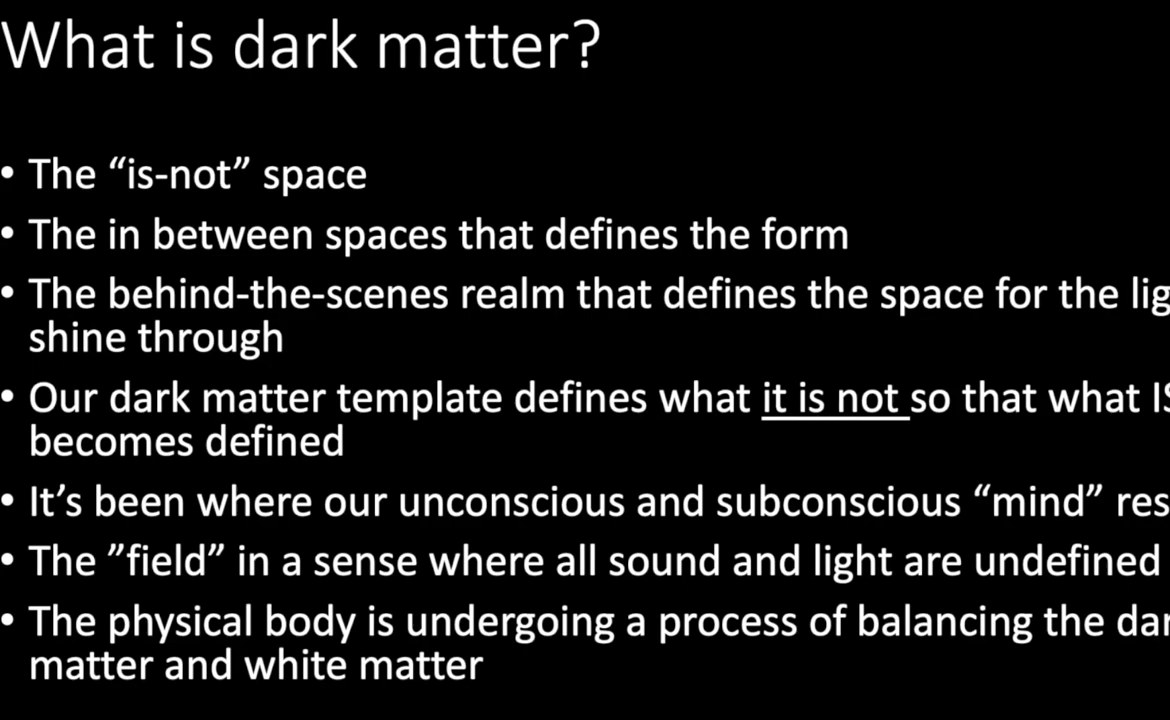 What is dark matter?
• The “is-not” space
• The in between spaces that defines the form
• The behind-the-scenes realm that defines the space for the
shine through
• Our dark matter template defines what it is not so that what
becomes defined
• It’s been where our unconscious and subconscious “mind”
• The ”field” in a sense where all sound and light are undefined
• The physical body is undergoing a process of balancing the
matter and white matter